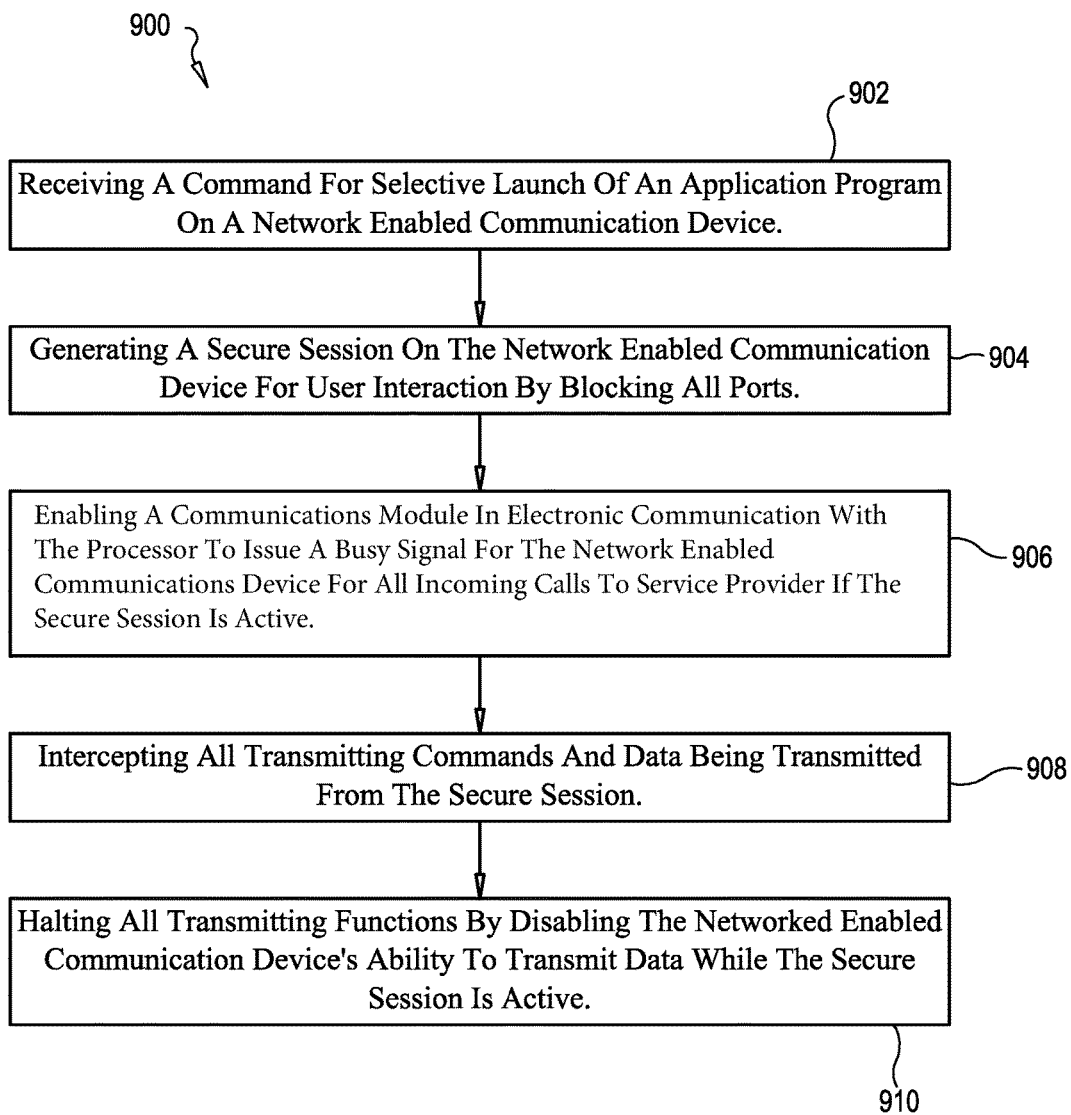 900
902
Receiving A Command For Selective Launch Of An Application Program
On A Network Enabled Communication Device.
Generating A Secure Session On The Network Enabled Communication
Device For User Interaction By Blocking All Ports.
904
Enabling A Communications Module In Electronic Communication With
The Processor To Issue A Busy Signal For The Network Enabled
Communications Device For All Incoming Calls To Service Provider If The
Secure Session Is Active.
906
Intercepting All Transmitting Commands And Data Being Transmitted
From The Secure Session.
908
Halting All Transmitting Functions By Disabling The Networked Enabled
Communication Device's Ability To Transmit Data While The Secure
Session Is Active.
910